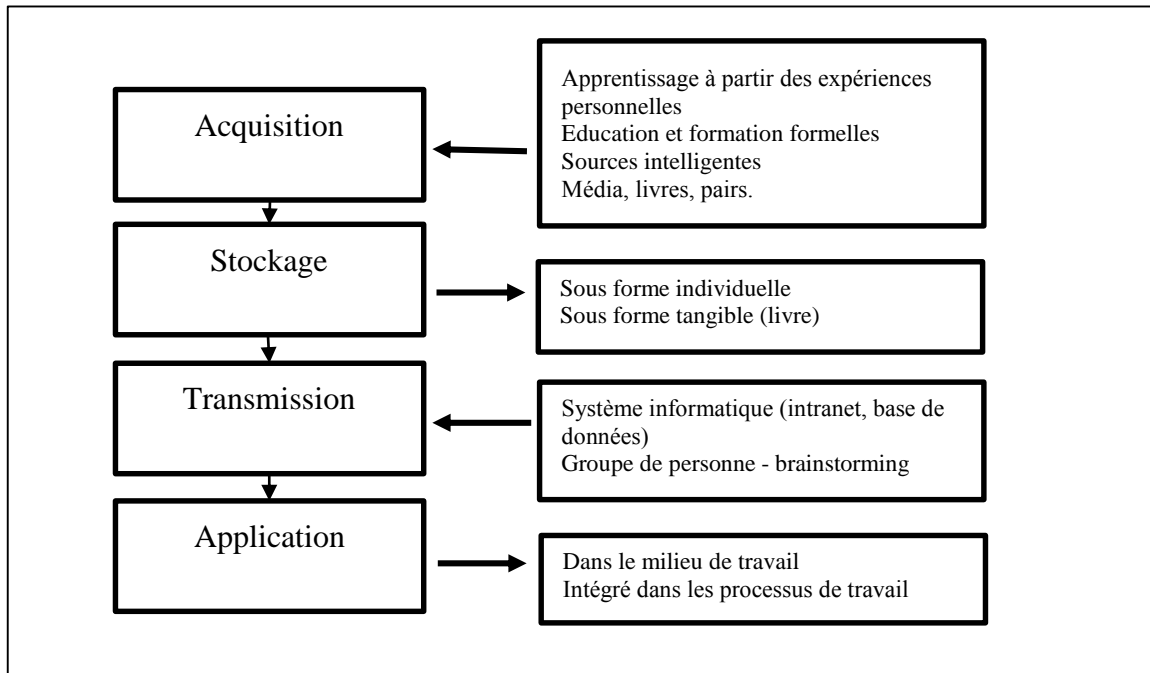 Acquisition
Apprentissage à partir des expériences
personnelles
Education et formation formelles
Sources intelligentes
Média, livres, pairs.
Stockage
Sous forme individuelle
Sous forme tangible (livre)
Transmission
Système informatique (intranet, base de
données)
Groupe de personne - brainstorming
Application
Dans le milieu de travail
Intégré dans les processus de travail